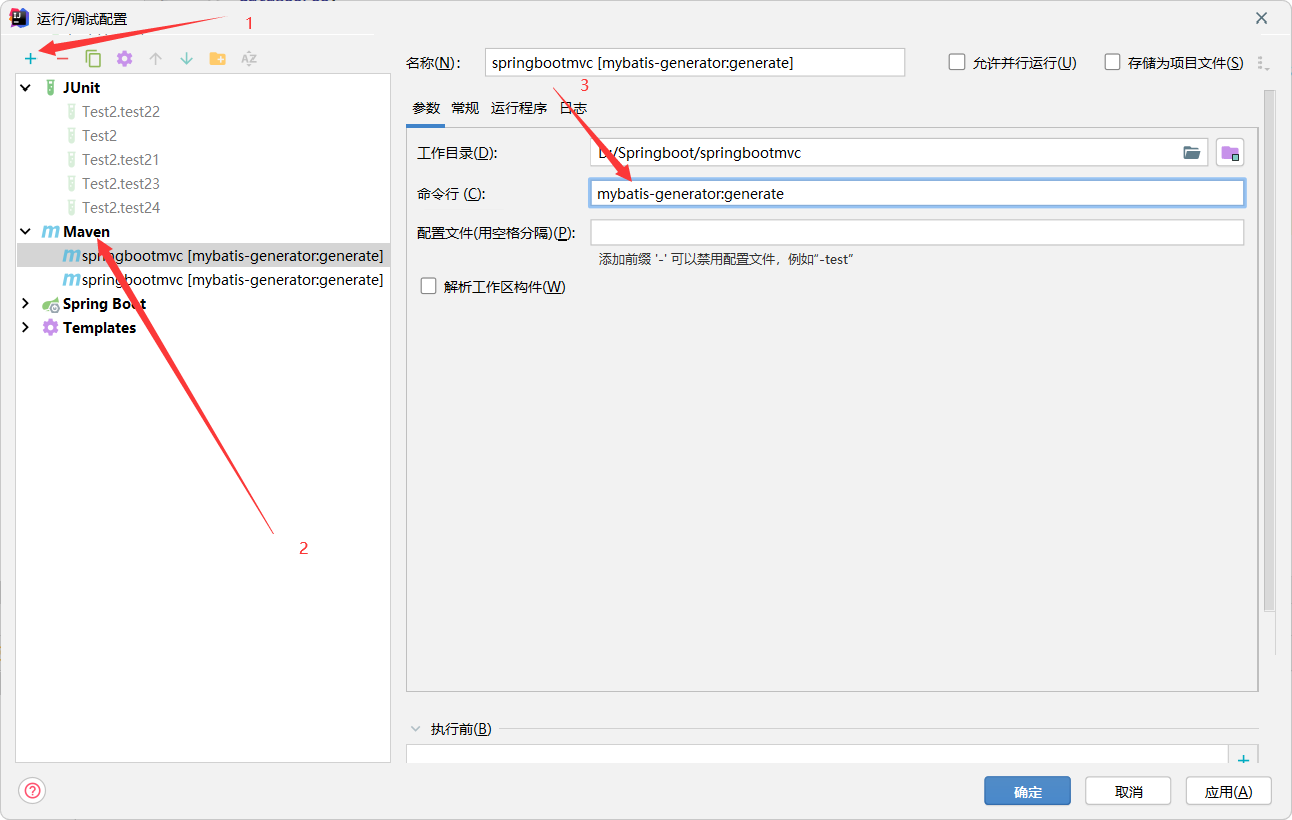 运行/调试配置
1
名称(N):
springbootmvc [mybatis-generator:generate]
允许并行运行(U)
存储为项目文件(S)
JUnit
Test2.test22
Test2
Test2.test21
Test2.test23
Test2.test24
Maven
springbootmvc [mybatis-generator:generate]
springbootmvc [mybatis-generator:generate]
Spring Boot
Templates
2
3
参数 常规 运行程序 日志
工作目录(D):
D:/Springboot/springbootmvc
命令行 (C):
mybatis-generator:generate
配置文件(用空格分隔)(P):
添加前缀 '-' 可以禁用配置文件，例如“-test”
解析工作区构件(W)
执行前(B)
确定
取消
应用(A)